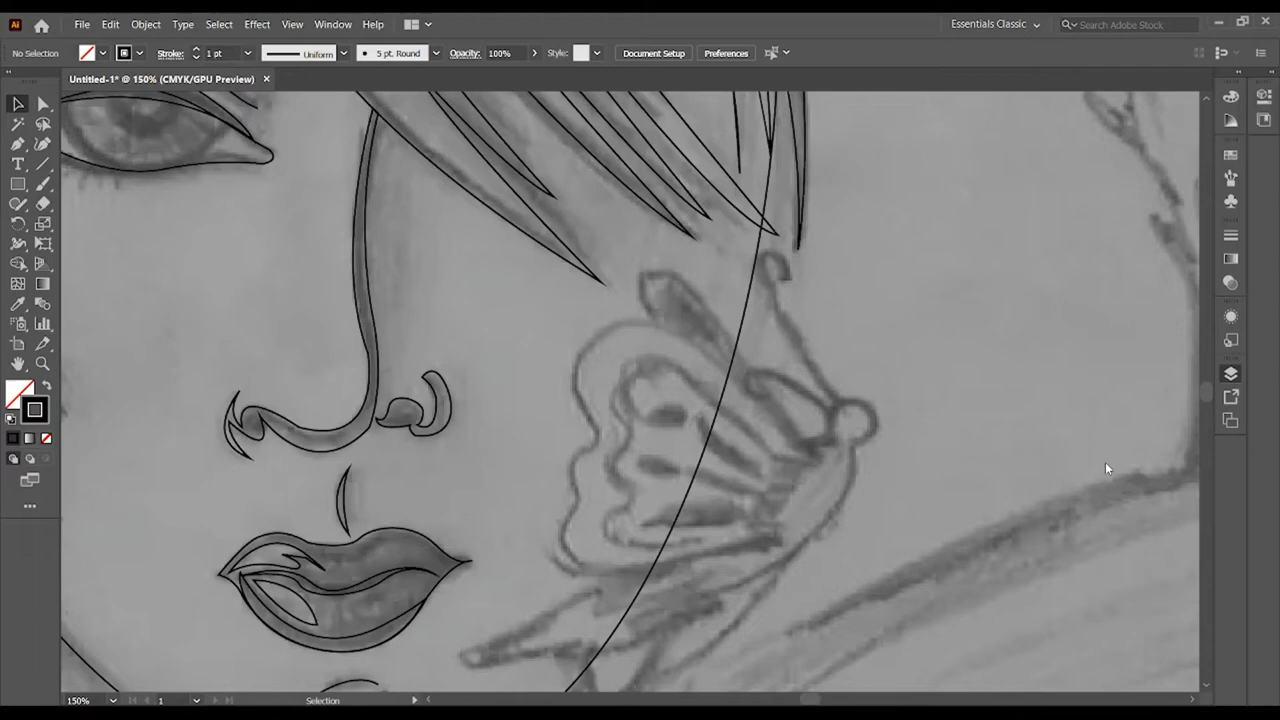 Ai File Edit Object Type Select Effect View Window Help Essentials Classic Search Adobe Stock
No Selection Stroke: 1 pt Uniform 5 pt. Round Opacity: 100% Style: Document Setup Preferences
Untitled-1* @ 150% (CMYK/GPU Preview) ×
150% 1 Selection